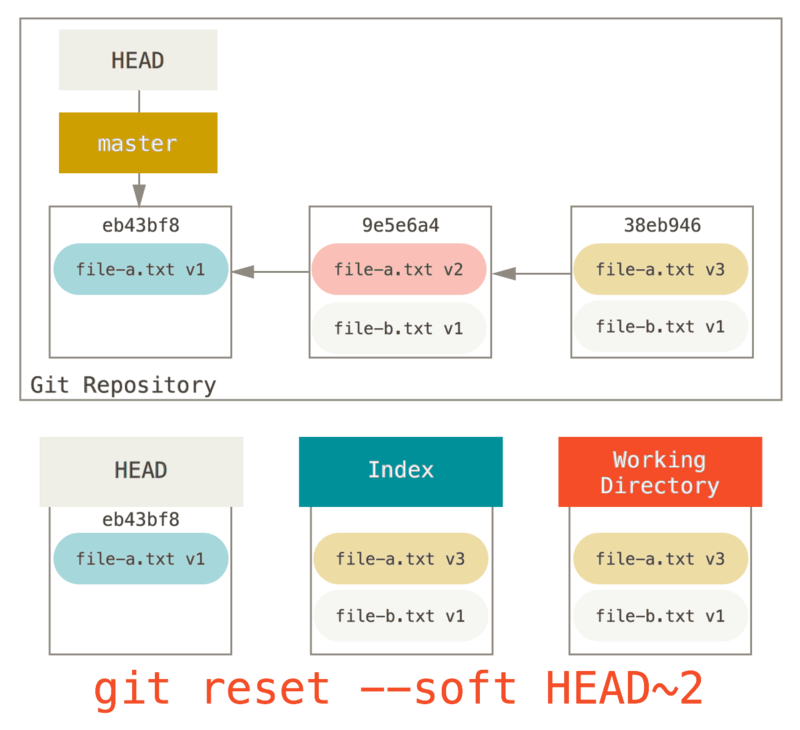 HEAD
master
eb43bf8
9e5e6a4
38eb946
file-a.txt v1
file-a.txt v2
file-a.txt v3
file-b.txt v1
file-b.txt v1
Git Repository
HEAD
Index
Working
Directory
eb43bf8
file-a.txt v1
file-a.txt v3
file-a.txt v3
file-b.txt v1
file-b.txt v1
git reset --soft HEAD~2